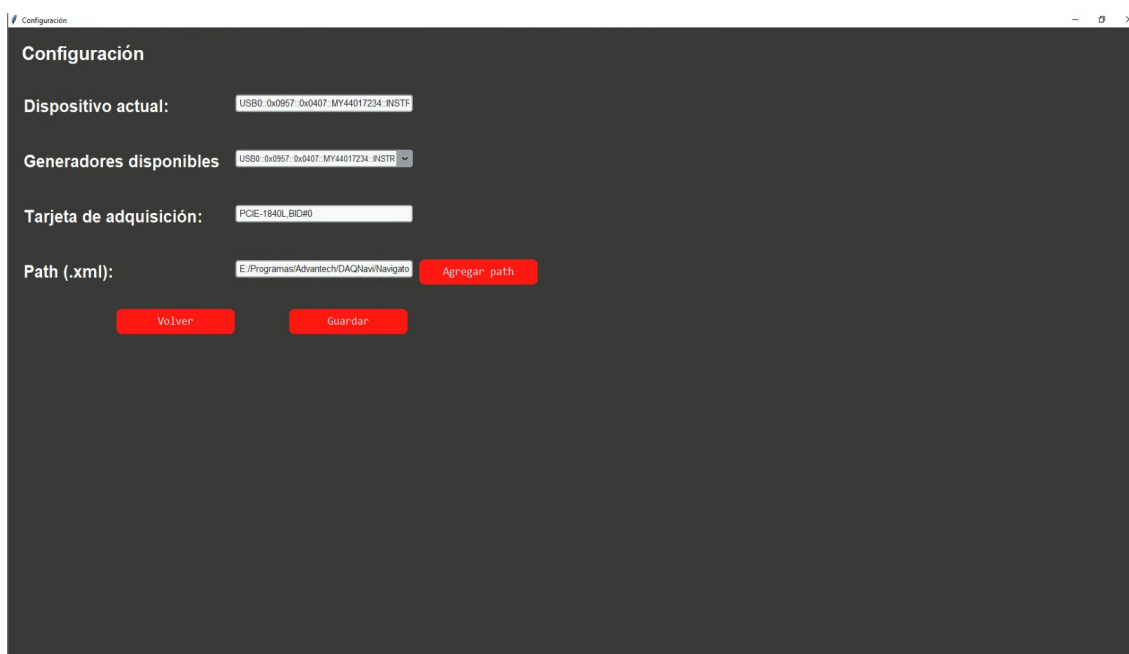 Configuración
Configuración
Dispositivo actual: USB0::0x0957::0x0407::MY44017234::INSTR
Generadores disponibles USB0::0x0957::0x0407::MY44017234::INSTR
Tarjeta de adquisición: PCIE-1840L,BID#0
Path (.xml): E:/Programas/Advantech/DAQNavi/Navigato Agregar path
Volver Guardar